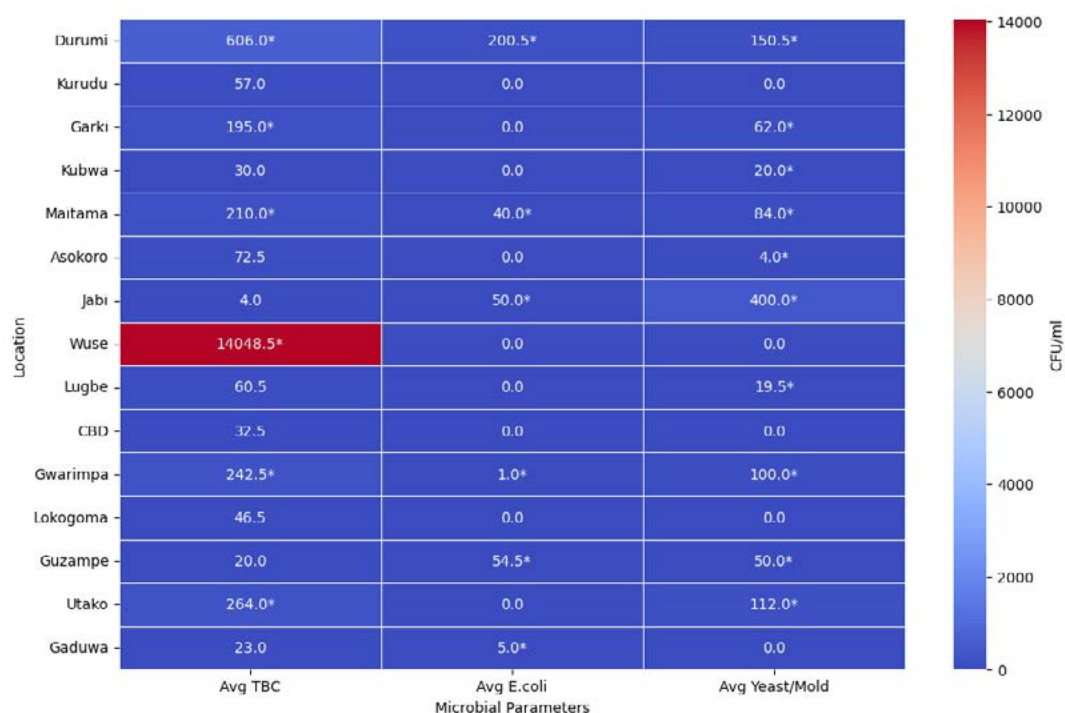 Durumi 606.0* 200.5* 150.5*
Kurudu 57.0 0.0 0.0
Garki 195.0* 0.0 62.0*
Kubwa 30.0 0.0 20.0*
Maitama 210.0* 40.0* 84.0*
Asokoro 72.5 0.0 4.0*
Jabi 4.0 50.0* 400.0*
Wuse 14048.5* 0.0 0.0
Lugbe 60.5 0.0 19.5*
CBD 32.5 0.0 0.0
Gwarimpa 242.5* 1.0* 100.0*
Lokogoma 46.5 0.0 0.0
Guzampe 20.0 54.5* 50.0*
Utako 264.0* 0.0 112.0*
Gaduwa 23.0 5.0* 0.0
Avg TBC Avg E.coli Avg Yeast/Mold
Microbial Parameters
Location
14000
12000
10000
8000
6000
4000
2000
0
CFU/ml